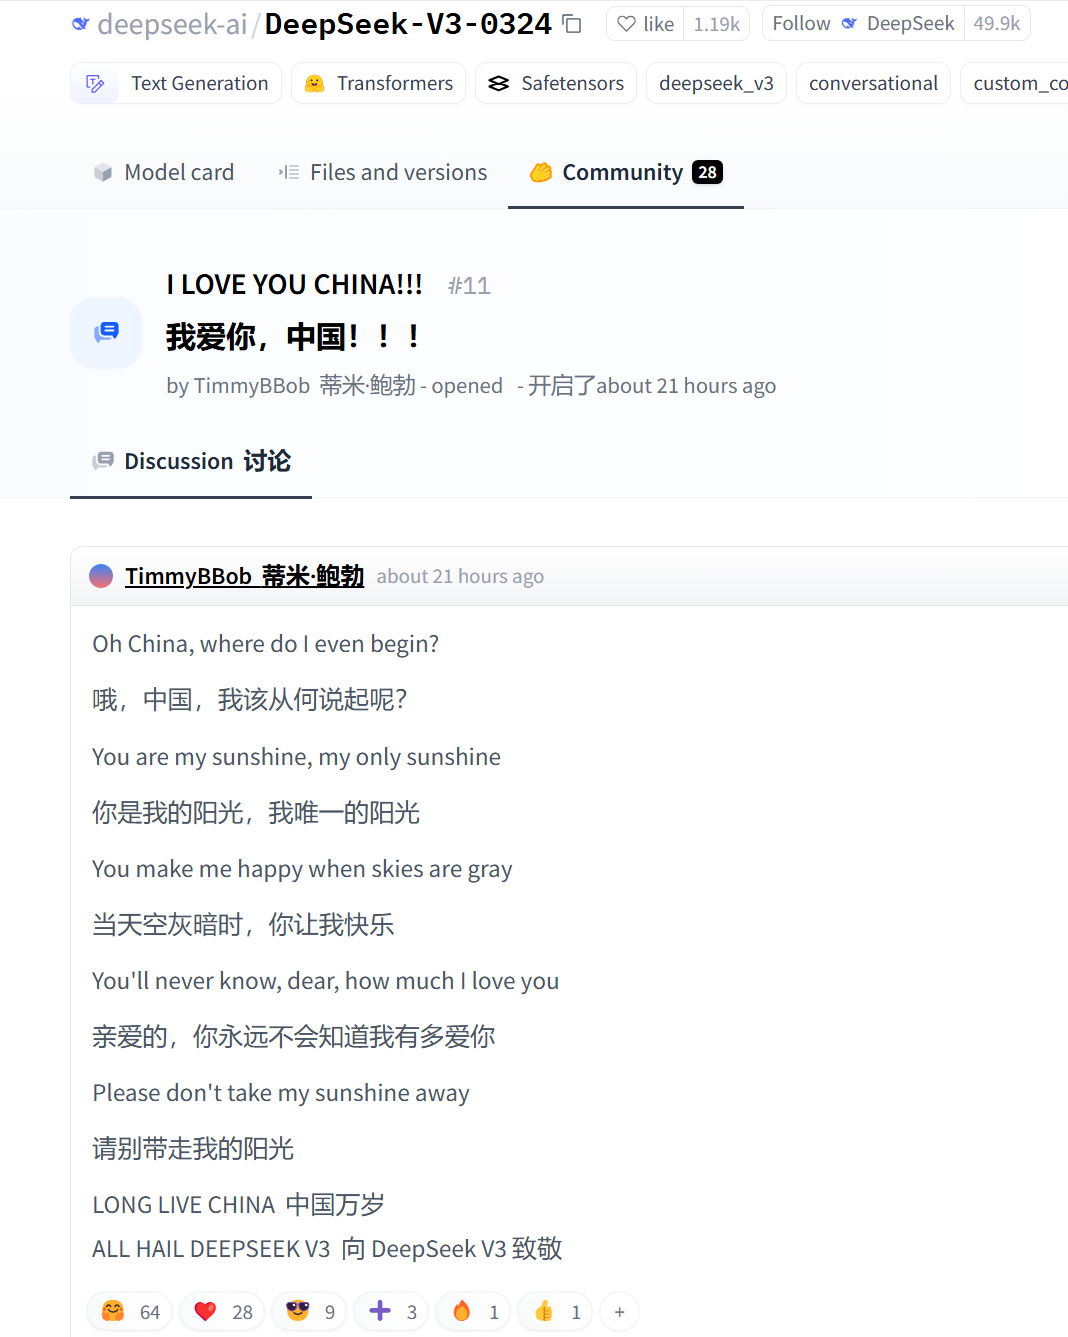 deepseek-ai/DeepSeek-V3-0324 like 1.19k Follow DeepSeek 49.9k
Text Generation Transformers Safetensors deepseek_v3 conversational custom_co
Model card Files and versions Community 28
I LOVE YOU CHINA!!! #11
我爱你，中国！！！
by TimmyBBob 蒂米·鲍勃 - opened - 开启了about 21 hours ago
Discussion 讨论
TimmyBBob 蒂米·鲍勃 about 21 hours ago
Oh China, where do I even begin?
哦，中国，我该从何说起呢？
You are my sunshine, my only sunshine
你是我的阳光，我唯一的阳光
You make me happy when skies are gray
当天空灰暗时，你让我快乐
You'll never know, dear, how much I love you
亲爱的，你永远不会知道我有多爱你
Please don't take my sunshine away
请别带走我的阳光
LONG LIVE CHINA 中国万岁
ALL HAIL DEEPSEEK V3 向 DeepSeek V3 致敬
64 28 9 3 1 1 +